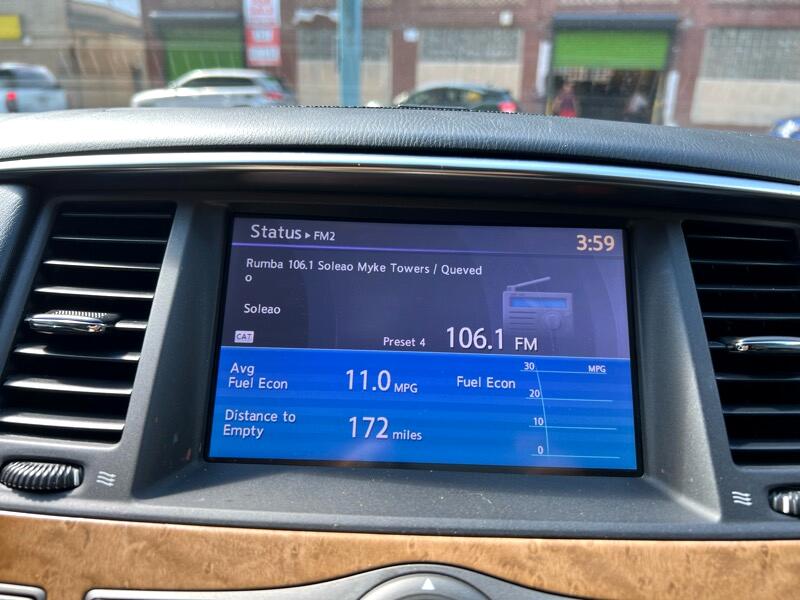 Status ▸ FM2
3:59
Rumba 106.1 Soleao Myke Towers / Queved
o
Soleao
CAT
Preset 4 106.1 FM
Avg
Fuel Econ 11.0 MPG
Distance to
Empty 172 miles
Fuel Econ
30 MPG
20
10
0